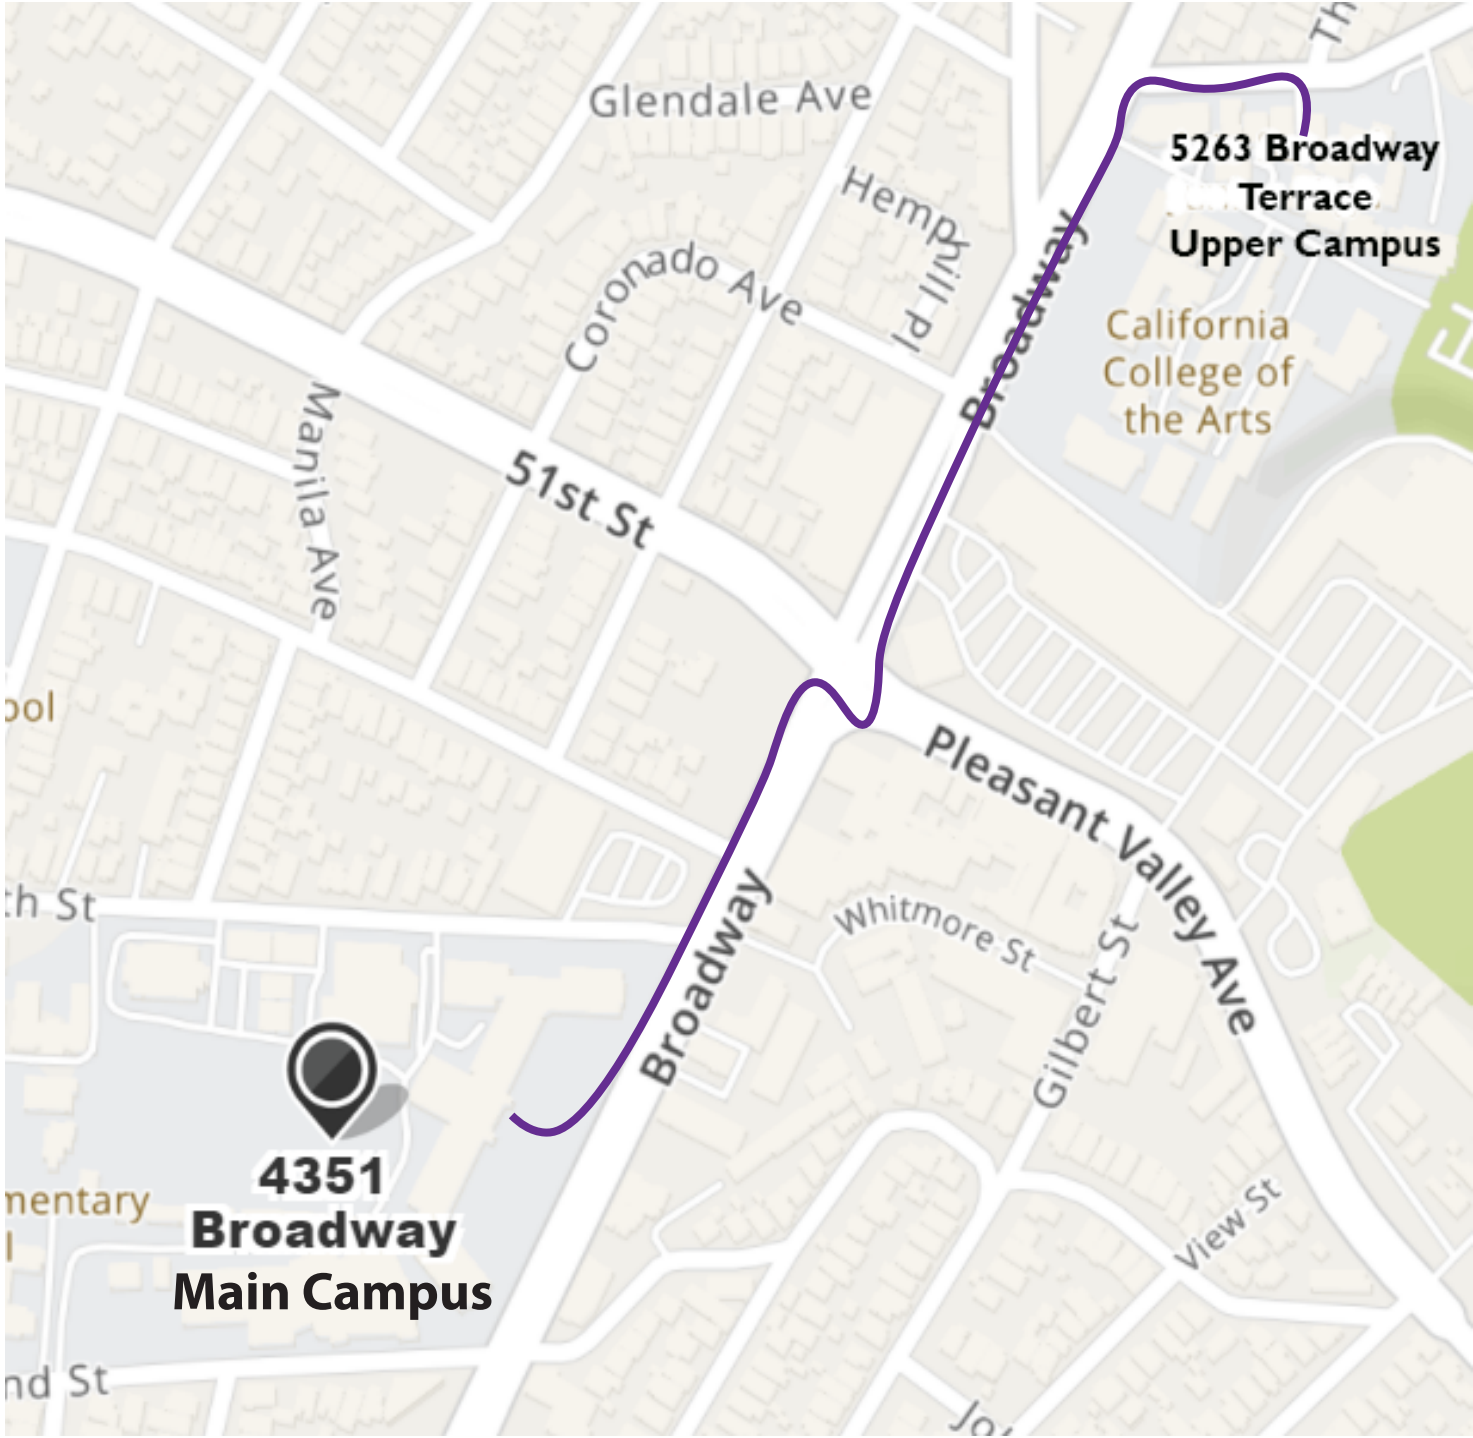 Th
Glendale Ave
5263 Broadway
Terrace
Upper Campus
Hemphill Pl
Coronado Ave
Broadway
California
College of
the Arts
Manila Ave
51st St
ool
Pleasant Valley Ave
th St
Whitmore St
Broadway
Gilbert St
4351
Broadway
Main Campus
mentary
l
View St
nd St